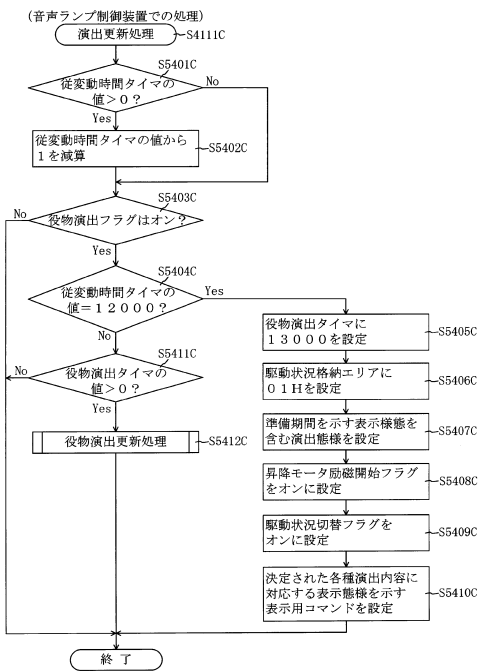 (音声ランプ制御装置での処理)
演出更新処理
S4111C
S5401C
従変動時間タイマの
値>0?
No
Yes
従変動時間タイマの値から
1を減算
S5402C
S5403C
No
役物演出フラグはオン?
Yes
S5404C
従変動時間タイマの
値=12000?
Yes
No
役物演出タイマに
13000を設定
S5405C
駆動状況格納エリアに
01Hを設定
S5406C
準備期間を示す表示様態を
含む演出態様を設定
S5407C
昇降モータ励磁開始フラグ
をオンに設定
S5408C
駆動状況切替フラグを
オンに設定
S5409C
決定された各種演出内容に
対応する表示態様を示す
表示用コマンドを設定
S5410C
S5411C
No
役物演出タイマの
値>0?
Yes
役物演出更新処理
S5412C
終了